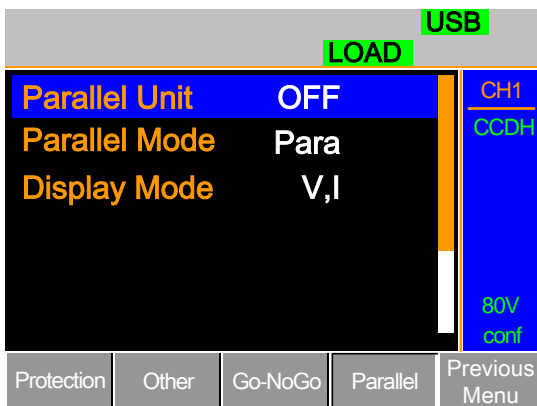 USB
LOAD
Parallel Unit OFF
Parallel Mode Para
Display Mode V,I
CH1
CCDH
80V
conf
Protection
Other
Go-NoGo
Parallel
Previous
Menu